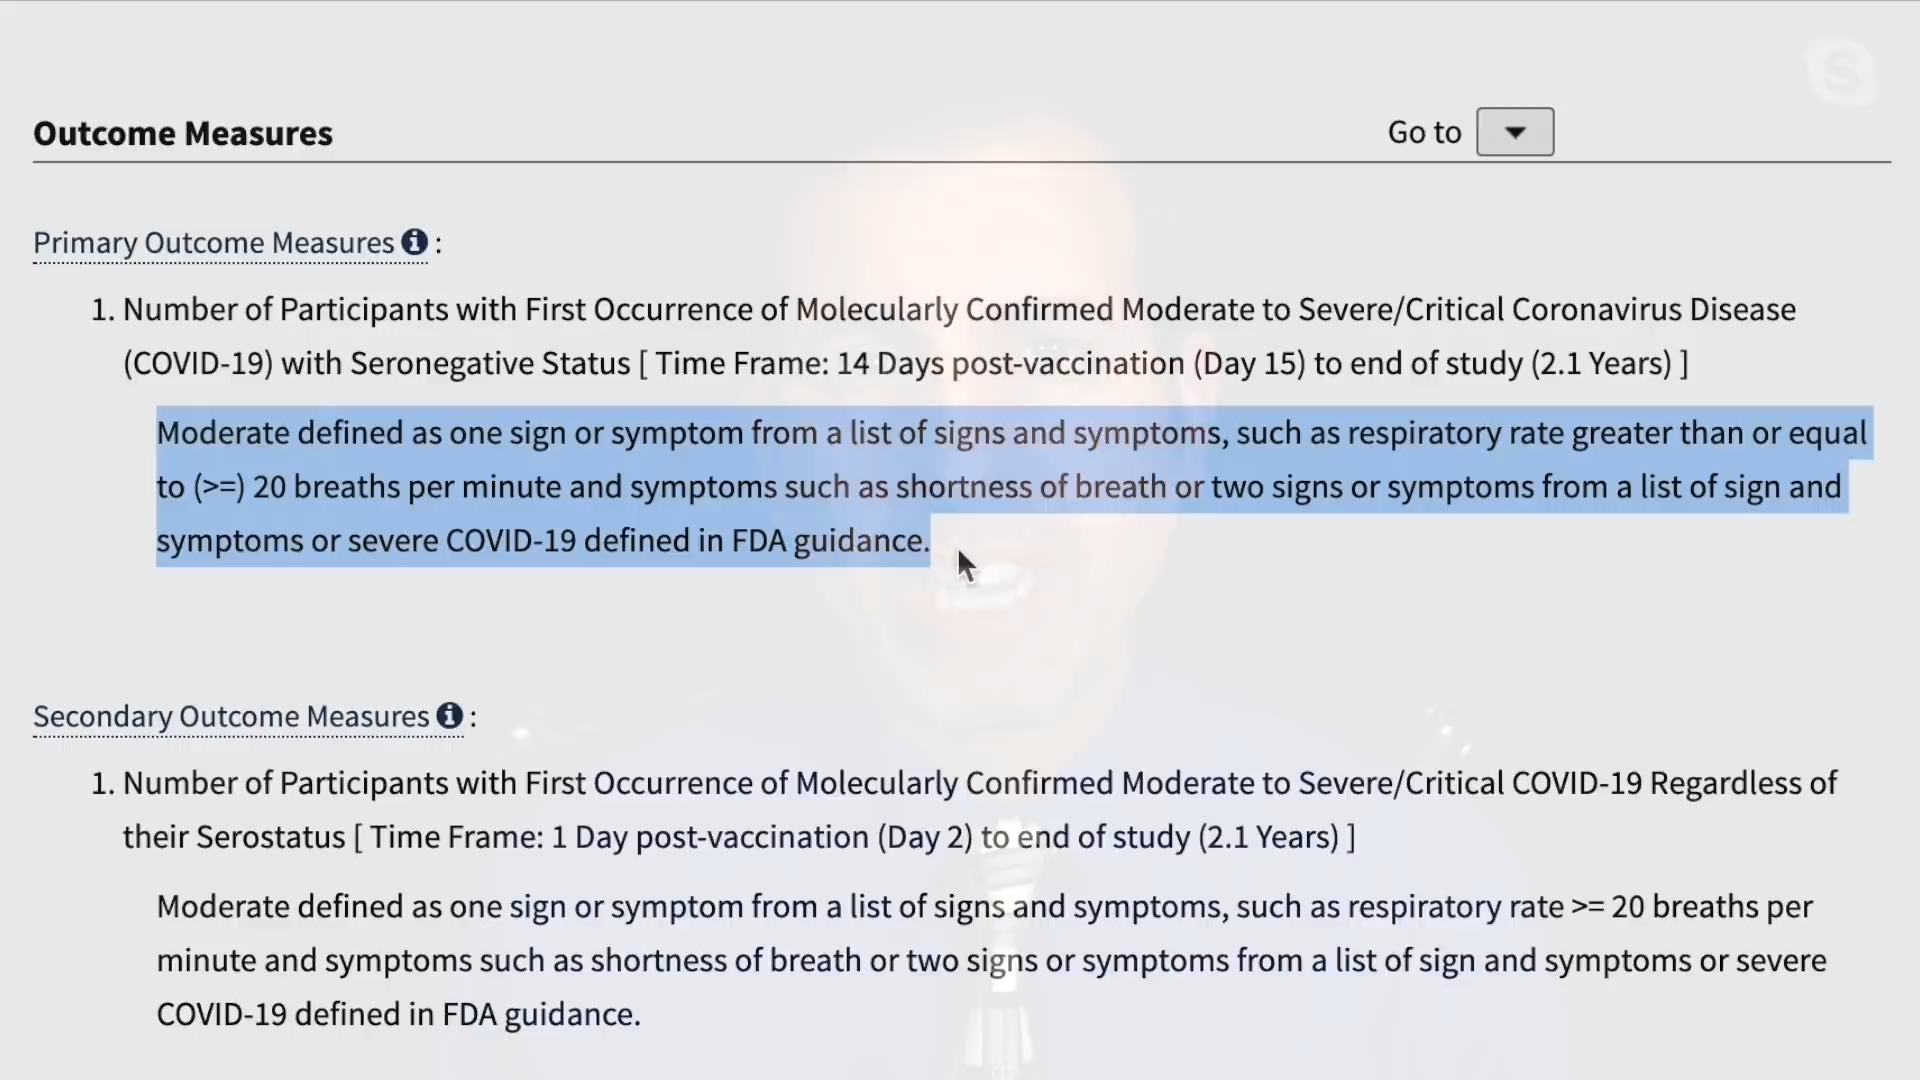 Outcome Measures
Go to
Primary Outcome Measures :
1. Number of Participants with First Occurrence of Molecularly Confirmed Moderate to Severe/Critical Coronavirus Disease
(COVID-19) with Seronegative Status [ Time Frame: 14 Days post-vaccination (Day 15) to end of study (2.1 Years) ]
Moderate defined as one sign or symptom from a list of signs and symptoms, such as respiratory rate greater than or equal
to (>=) 20 breaths per minute and symptoms such as shortness of breath or two signs or symptoms from a list of sign and
symptoms or severe COVID-19 defined in FDA guidance.
Secondary Outcome Measures :
1. Number of Participants with First Occurrence of Molecularly Confirmed Moderate to Severe/Critical COVID-19 Regardless of
their Serostatus [ Time Frame: 1 Day post-vaccination (Day 2) to end of study (2.1 Years) ]
Moderate defined as one sign or symptom from a list of signs and symptoms, such as respiratory rate >= 20 breaths per
minute and symptoms such as shortness of breath or two signs or symptoms from a list of sign and symptoms or severe
COVID-19 defined in FDA guidance.